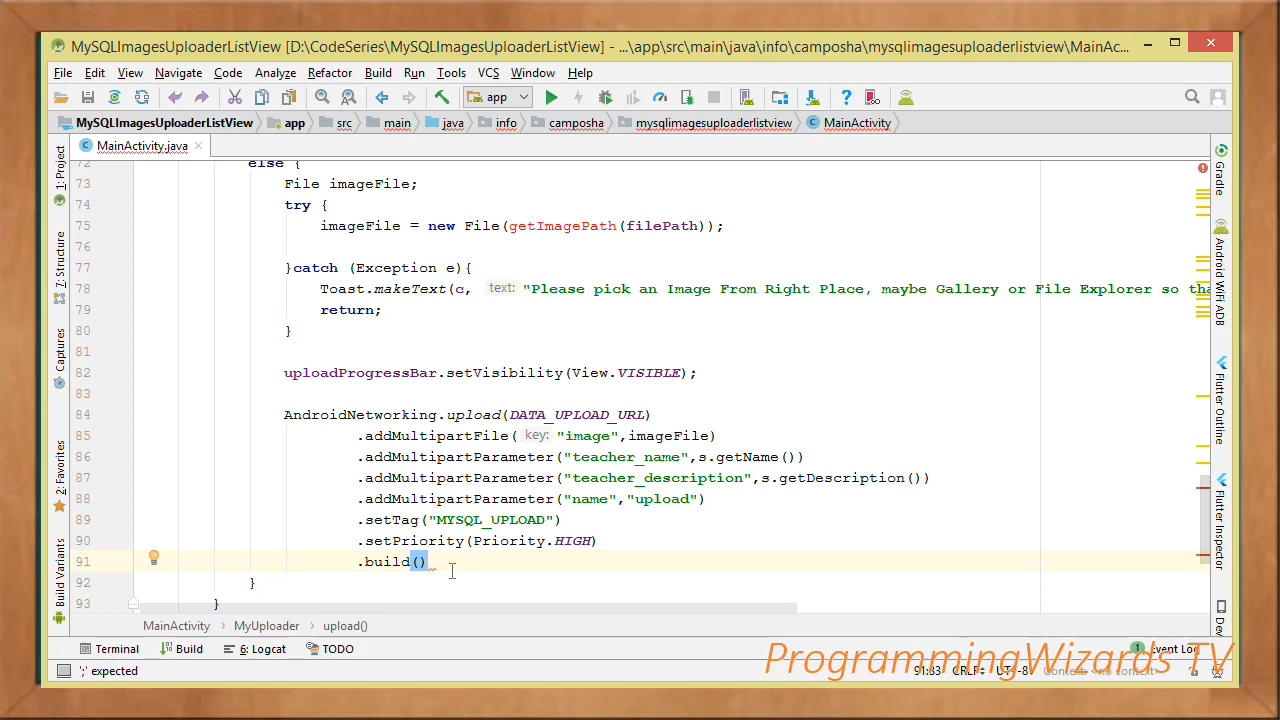 MySQLImagesUploaderListView [D:\CodeSeries\MySQLImagesUploaderListView] - ...\app\src\main\java\info\camposha\mysqlimagesuploaderlistview\MainAc...
File Edit View Navigate Code Analyze Refactor Build Run Tools VCS Window Help
app
MySQLImagesUploaderListView app src main java info camposha mysqlimagesuploaderlistview MainActivity
MainActivity.java
1: Project
7: Structure
Captures
2: Favorites
Build Variants
72 else {
73 File imageFile;
74 try {
75 imageFile = new File(getImagePath(filePath));
76
77 }catch (Exception e){
78 Toast.makeText(c, text: "Please pick an Image From Right Place, maybe Gallery or File Explorer so tha
79 return;
80 }
81
82 uploadProgressBar.setVisibility(View.VISIBLE);
83
84 AndroidNetworking.upload(DATA_UPLOAD_URL)
85 .addMultipartFile( key: "image",imageFile)
86 .addMultipartParameter("teacher_name",s.getName())
87 .addMultipartParameter("teacher_description",s.getDescription())
88 .addMultipartParameter("name","upload")
89 .setTag("MYSQL_UPLOAD")
90 .setPriority(Priority.HIGH)
91 .build()
92 }
93 }
Gradle
Android WiFi ADB
Flutter Outline
Flutter Inspector
Dev
MainActivity MyUploader upload()
Terminal Build 6: Logcat TODO 1 Event Log
';' expected 91:33 CRLF UTF-8 Context: <no context>
ProgrammingWizards TV